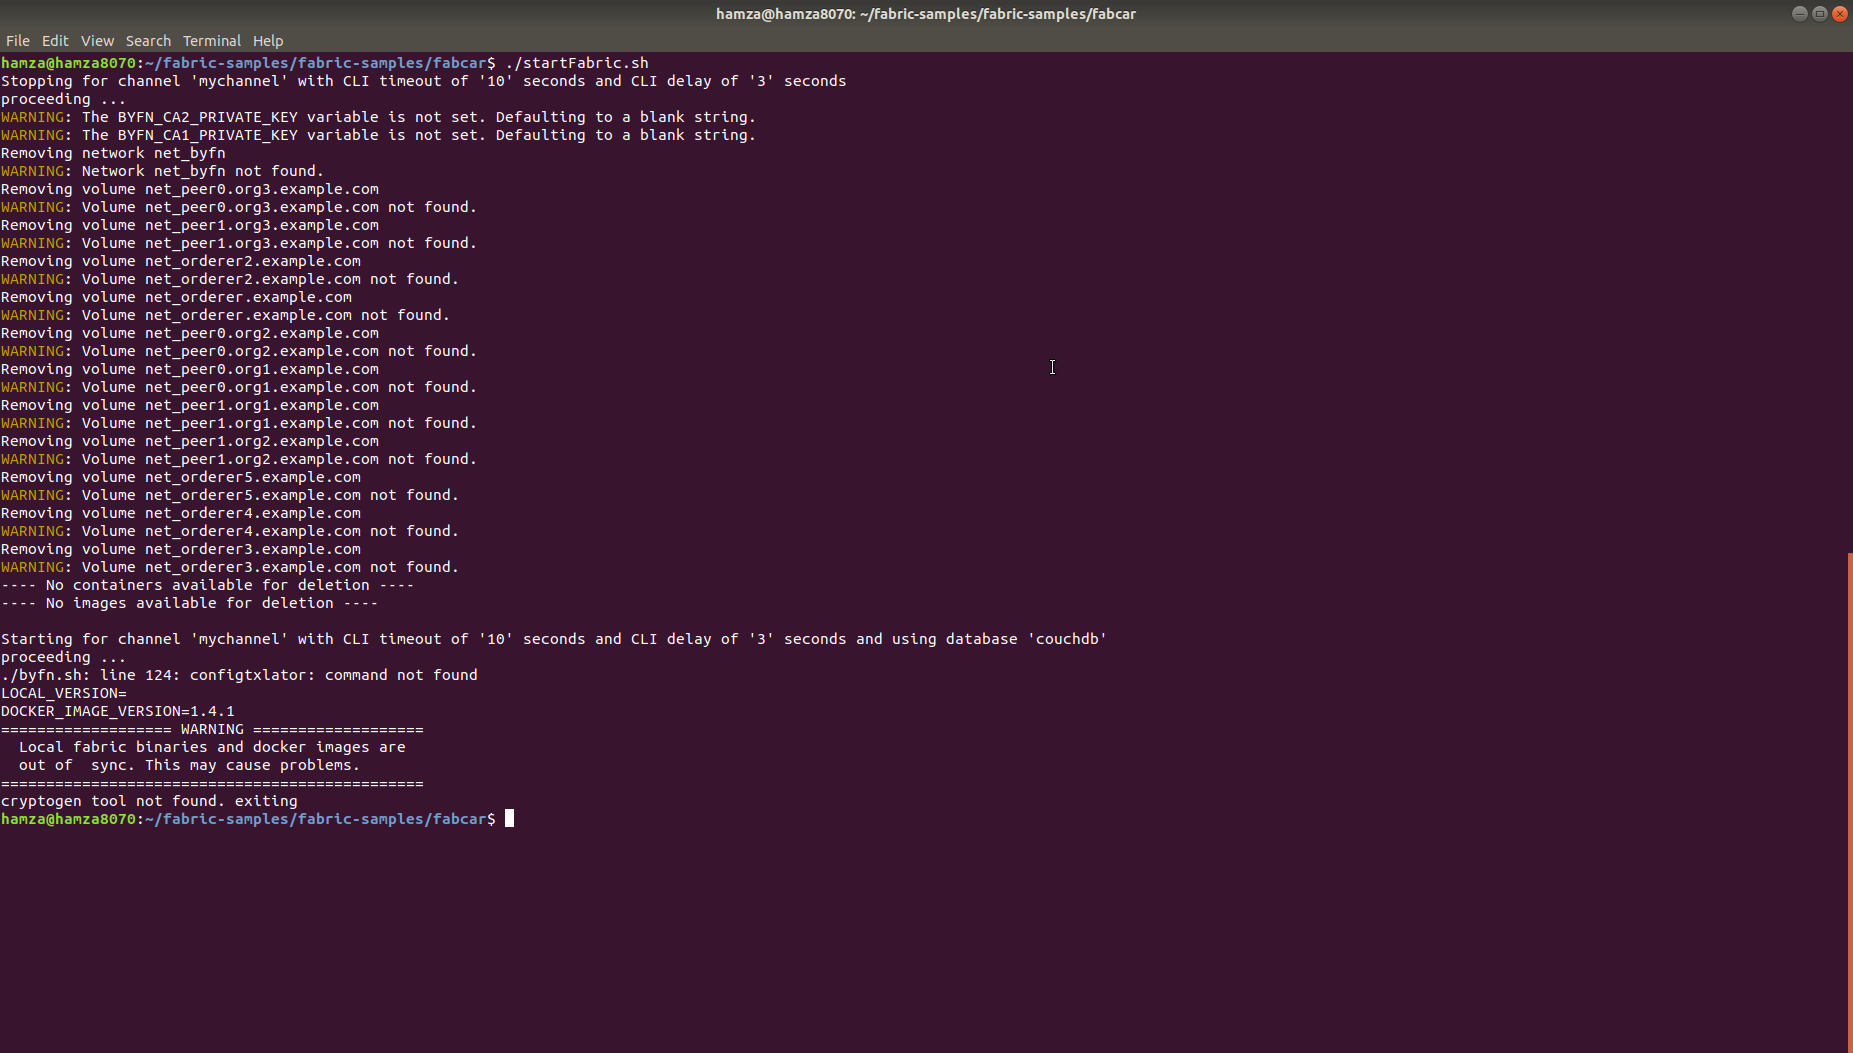 hamza@hamza8070: ~/fabric-samples/fabric-samples/fabcar
File Edit View Search Terminal Help
hamza@hamza8070:~/fabric-samples/fabric-samples/fabcar$ ./startFabric.sh
Stopping for channel 'mychannel' with CLI timeout of '10' seconds and CLI delay of '3' seconds
proceeding ...
WARNING: The BYFN_CA2_PRIVATE_KEY variable is not set. Defaulting to a blank string.
WARNING: The BYFN_CA1_PRIVATE_KEY variable is not set. Defaulting to a blank string.
Removing network net_byfn
WARNING: Network net_byfn not found.
Removing volume net_peer0.org3.example.com
WARNING: Volume net_peer0.org3.example.com not found.
Removing volume net_peer1.org3.example.com
WARNING: Volume net_peer1.org3.example.com not found.
Removing volume net_orderer2.example.com
WARNING: Volume net_orderer2.example.com not found.
Removing volume net_orderer.example.com
WARNING: Volume net_orderer.example.com not found.
Removing volume net_peer0.org2.example.com
WARNING: Volume net_peer0.org2.example.com not found.
Removing volume net_peer0.org1.example.com
WARNING: Volume net_peer0.org1.example.com not found.
Removing volume net_peer1.org1.example.com
WARNING: Volume net_peer1.org1.example.com not found.
Removing volume net_peer1.org2.example.com
WARNING: Volume net_peer1.org2.example.com not found.
Removing volume net_orderer5.example.com
WARNING: Volume net_orderer5.example.com not found.
Removing volume net_orderer4.example.com
WARNING: Volume net_orderer4.example.com not found.
Removing volume net_orderer3.example.com
WARNING: Volume net_orderer3.example.com not found.
---- No containers available for deletion ----
---- No images available for deletion ----
Starting for channel 'mychannel' with CLI timeout of '10' seconds and CLI delay of '3' seconds and using database 'couchdb'
proceeding ...
./byfn.sh: line 124: configtxlator: command not found
LOCAL_VERSION=
DOCKER_IMAGE_VERSION=1.4.1
=================== WARNING ===================
  Local fabric binaries and docker images are
  out of  sync. This may cause problems.
===============================================
cryptogen tool not found. exiting
hamza@hamza8070:~/fabric-samples/fabric-samples/fabcar$